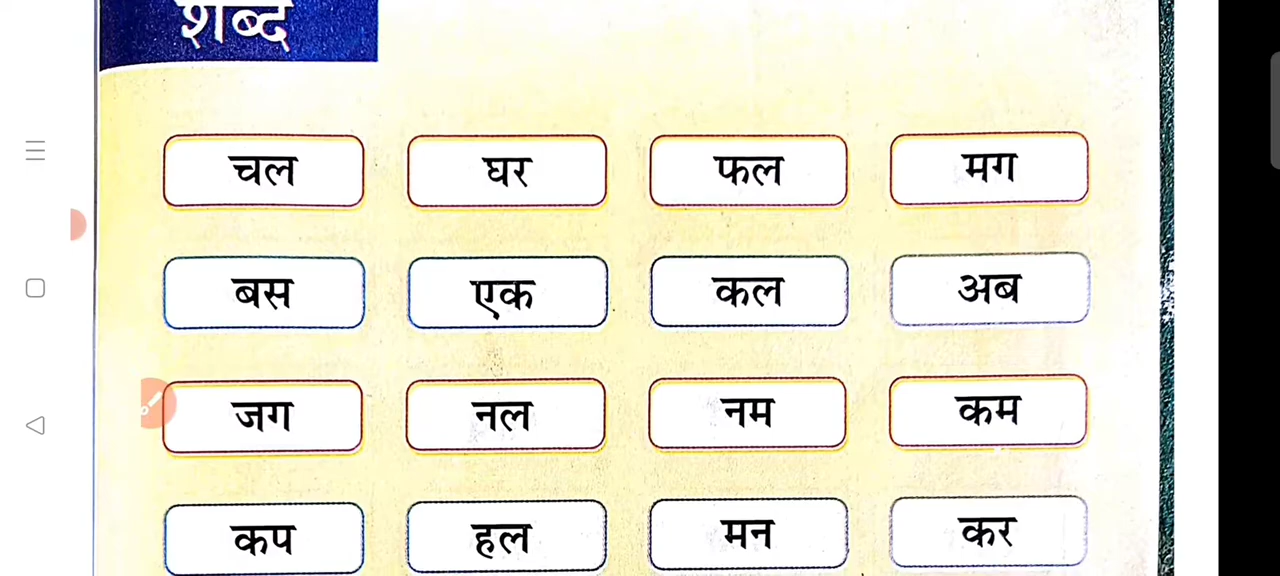 शब्द
चल घर फल मग
बस एक कल अब
जग नल नम कम
कप हल मन कर